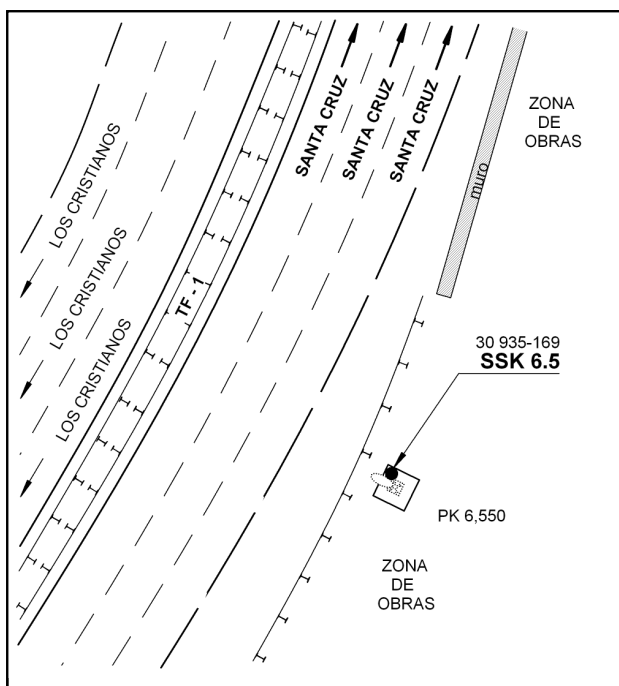 SANTA CRUZ
SANTA CRUZ
SANTA CRUZ
ZONA
DE
OBRAS
muro
LOS CRISTIANOS
LOS CRISTIANOS
LOS CRISTIANOS
TF - 1
30 935-169
SSK 6.5
PK 6,550
ZONA
DE
OBRAS